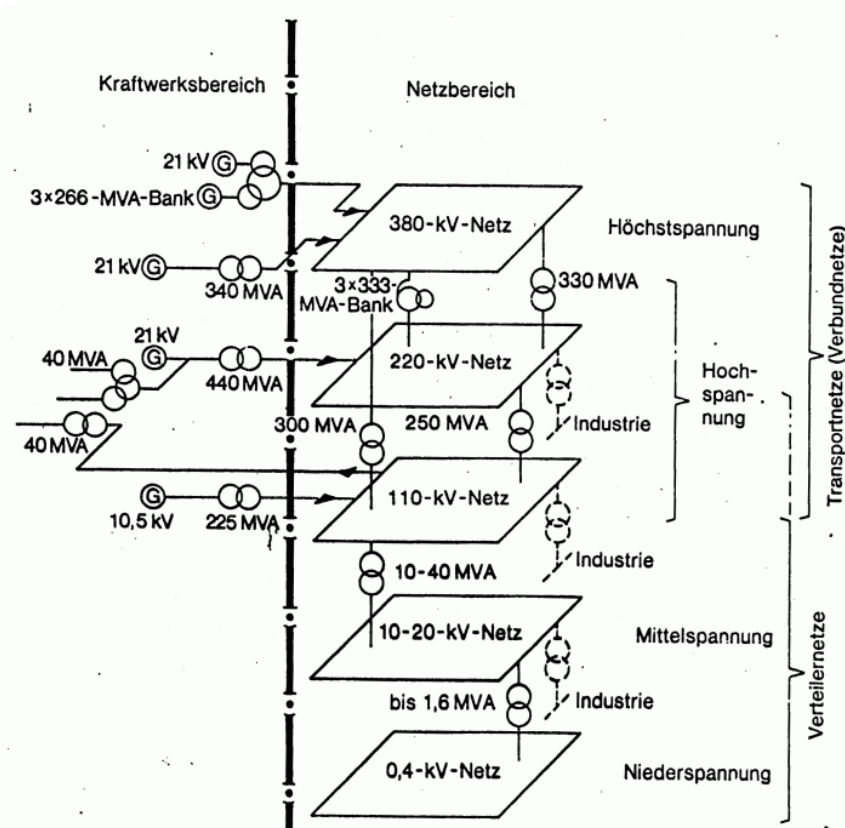 Kraftwerksbereich
Netzbereich
21 kV G
3×266-MVA-Bank G
380-kV-Netz
Höchstspannung
21 kV G
340 MVA
3×333-
MVA-Bank
330 MVA
21 kV
G
40 MVA
440 MVA
220-kV-Netz
Hoch-
span-
nung
300 MVA
250 MVA
Industrie
40 MVA
G
10,5 kV
225 MVA
110-kV-Netz
Industrie
10-40 MVA
10-20-kV-Netz
Mittelspannung
bis 1,6 MVA
Industrie
0,4-kV-Netz
Niederspannung
Transportnetze (Verbundnetze)
Verteilernetze